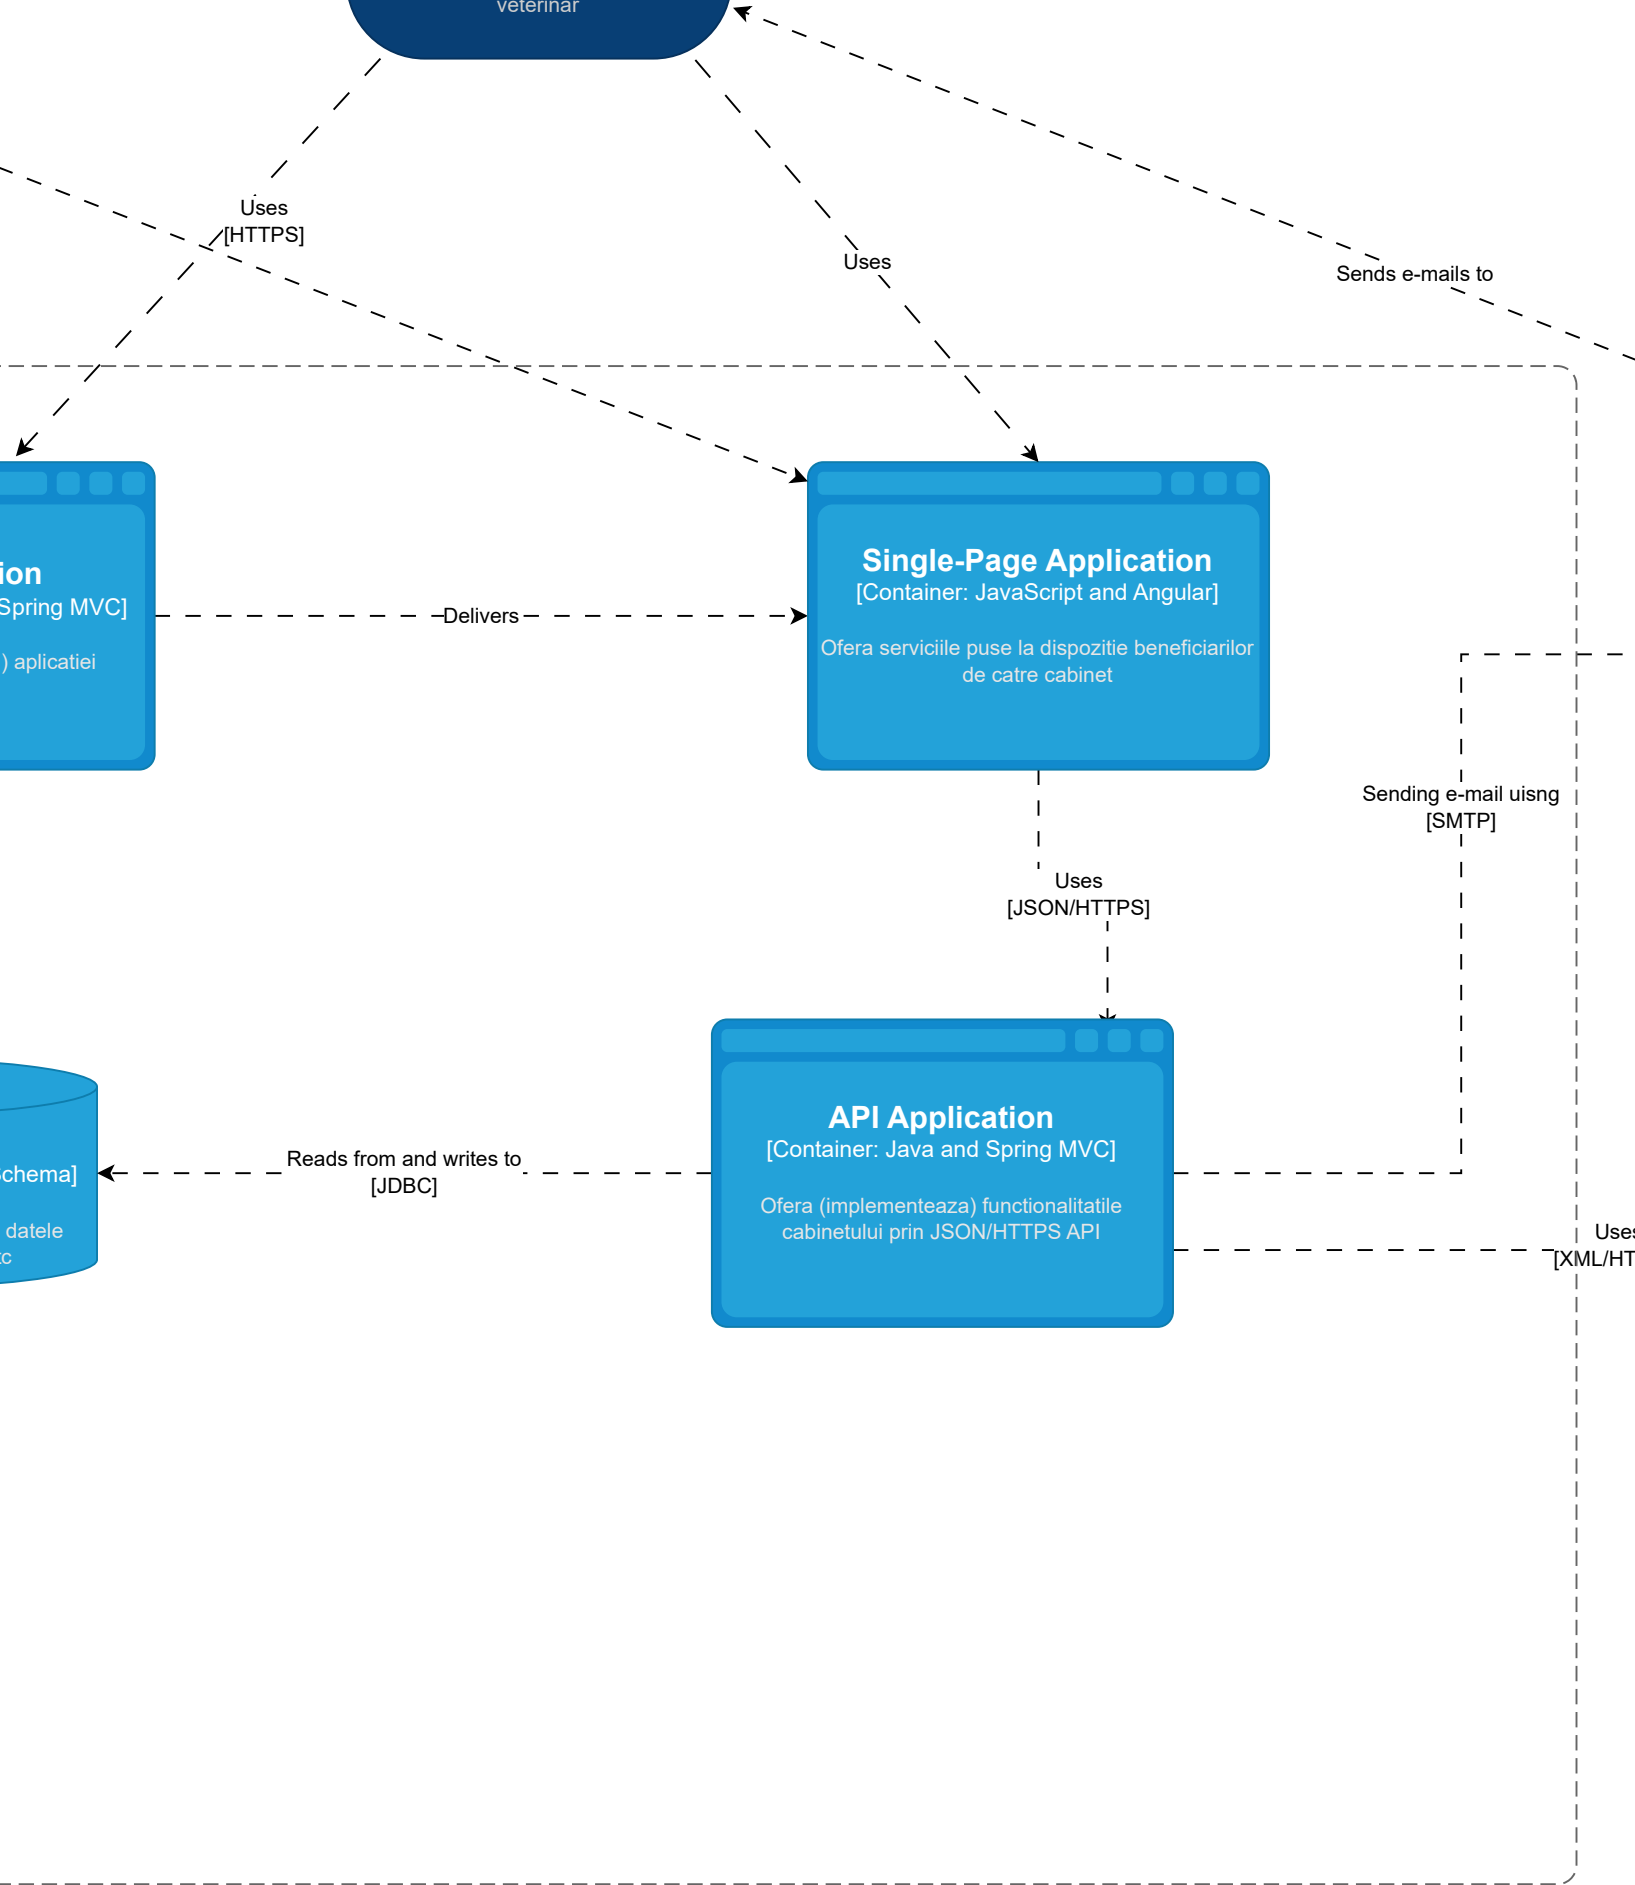 veterinar
Uses
[HTTPS]
Uses
Sends e-mails to
Spring MVC]
) aplicatiei
Delivers
Single-Page Application
[Container: JavaScript and Angular]
Ofera serviciile puse la dispozitie beneficiarilor
de catre cabinet
Sending e-mail uisng
[SMTP]
Uses
[JSON/HTTPS]
datele
Reads from and writes to
[JDBC]
API Application
[Container: Java and Spring MVC]
Ofera (implementeaza) functionalitatile
cabinetului prin JSON/HTTPS API
Uses
[XML/HT